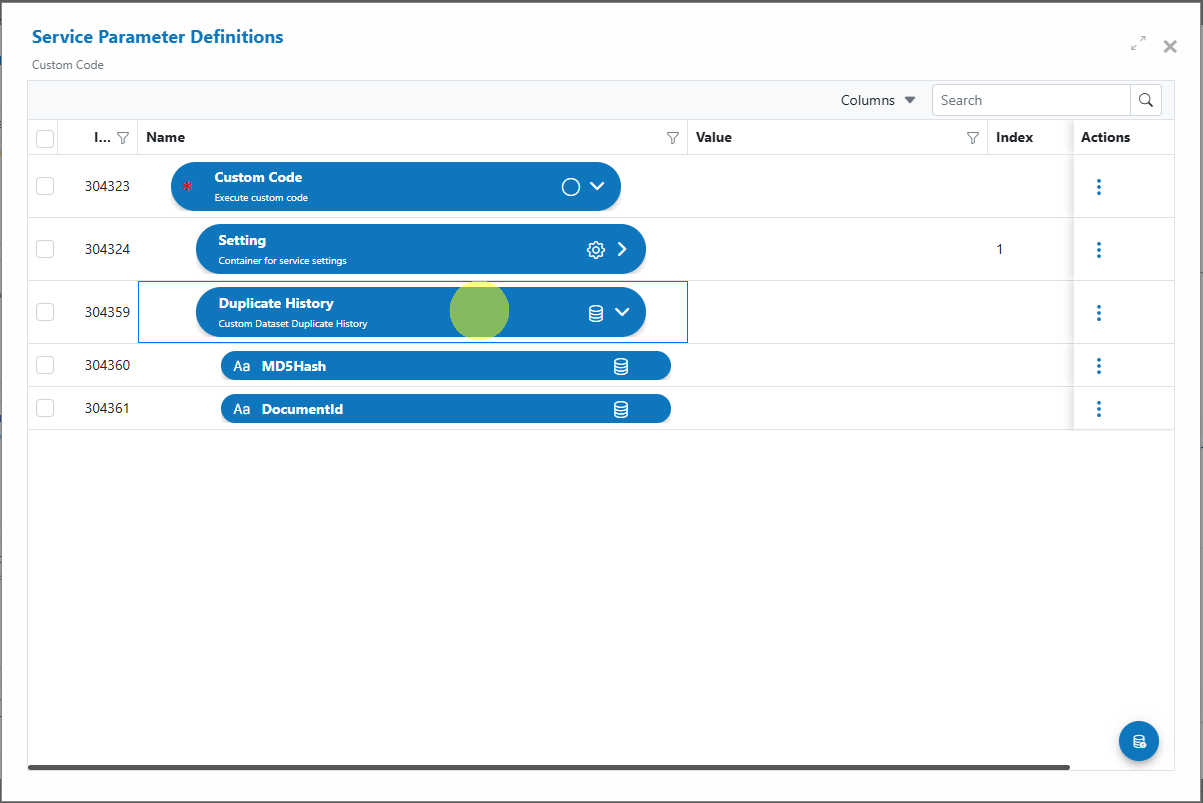 Service Parameter Definitions
Custom Code
Columns
Search
I... Name Value Index Actions
304323 * Custom Code
Execute custom code
304324 Setting 1
Container for service settings
304359 Duplicate History
Custom Dataset Duplicate History
304360 Aa MD5Hash
304361 Aa DocumentId